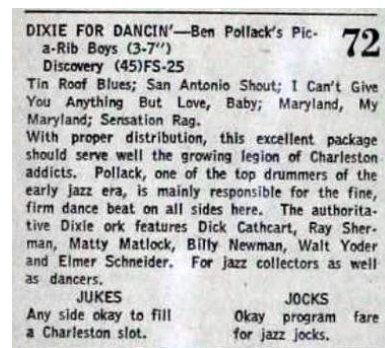 DIXIE FOR DANCIN'—Ben Pollack's Pic-
a-Rib Boys (3-7")
72
Discovery (45)FS-25
Tin Roof Blues; San Antonio Shout; I Can't Give
You Anything But Love, Baby; Maryland, My
Maryland; Sensation Rag.
With proper distribution, this excellent package
should serve well the growing legion of Charleston
addicts. Pollack, one of the top drummers of the
early jazz era, is mainly responsible for the fine,
firm dance beat on all sides here. The authorita-
tive Dixie ork features Dick Cathcart, Ray Sher-
man, Matty Matlock, Billy Newman, Walt Yoder
and Elmer Schneider. For jazz collectors as well
as dancers.
JUKES
Any side okay to fill
a Charleston slot.
JOCKS
Okay program fare
for jazz jocks.